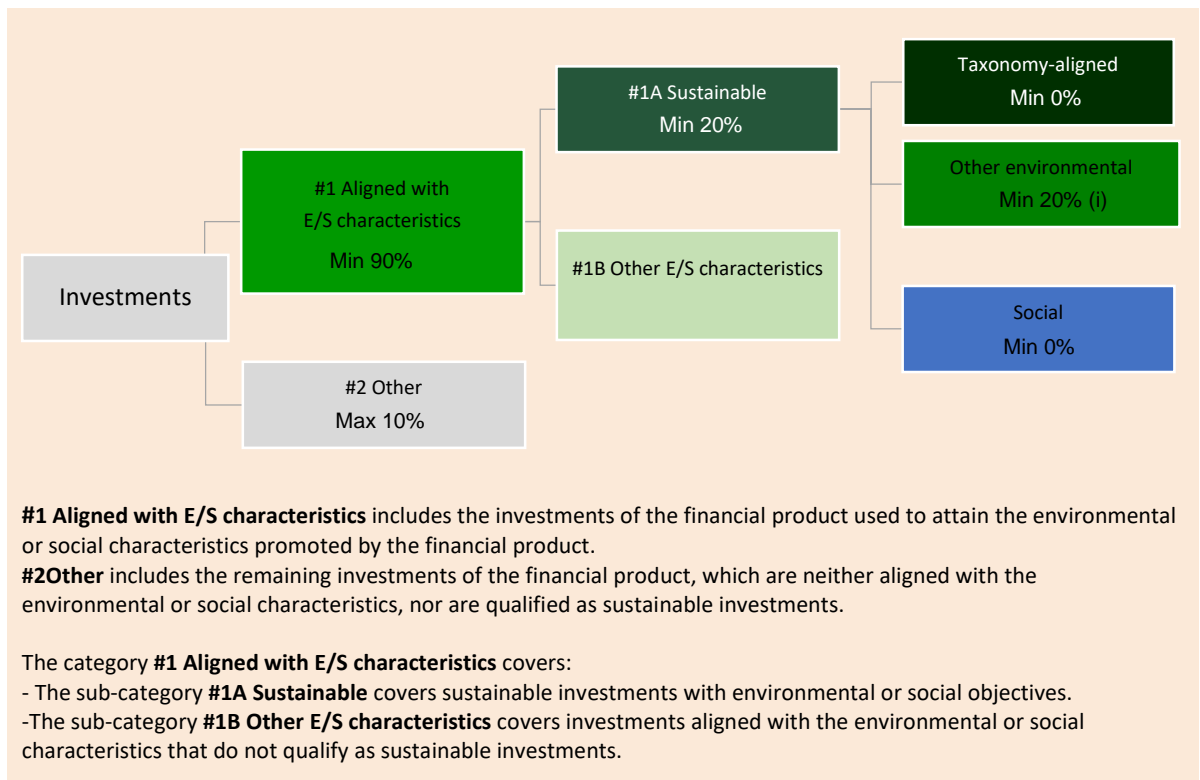 Taxonomy-aligned
Min 0%
#1A Sustainable
Min 20%
Other environmental
Min 20% (i)
#1 Aligned with
E/S characteristics
Min 90%
#1B Other E/S characteristics
Investments
Social
Min 0%
#2 Other
Max 10%
#1 Aligned with E/S characteristics includes the investments of the financial product used to attain the environmental
or social characteristics promoted by the financial product.
#2Other includes the remaining investments of the financial product, which are neither aligned with the
environmental or social characteristics, nor are qualified as sustainable investments.
The category #1 Aligned with E/S characteristics covers:
- The sub-category #1A Sustainable covers sustainable investments with environmental or social objectives.
-The sub-category #1B Other E/S characteristics covers investments aligned with the environmental or social
characteristics that do not qualify as sustainable investments.